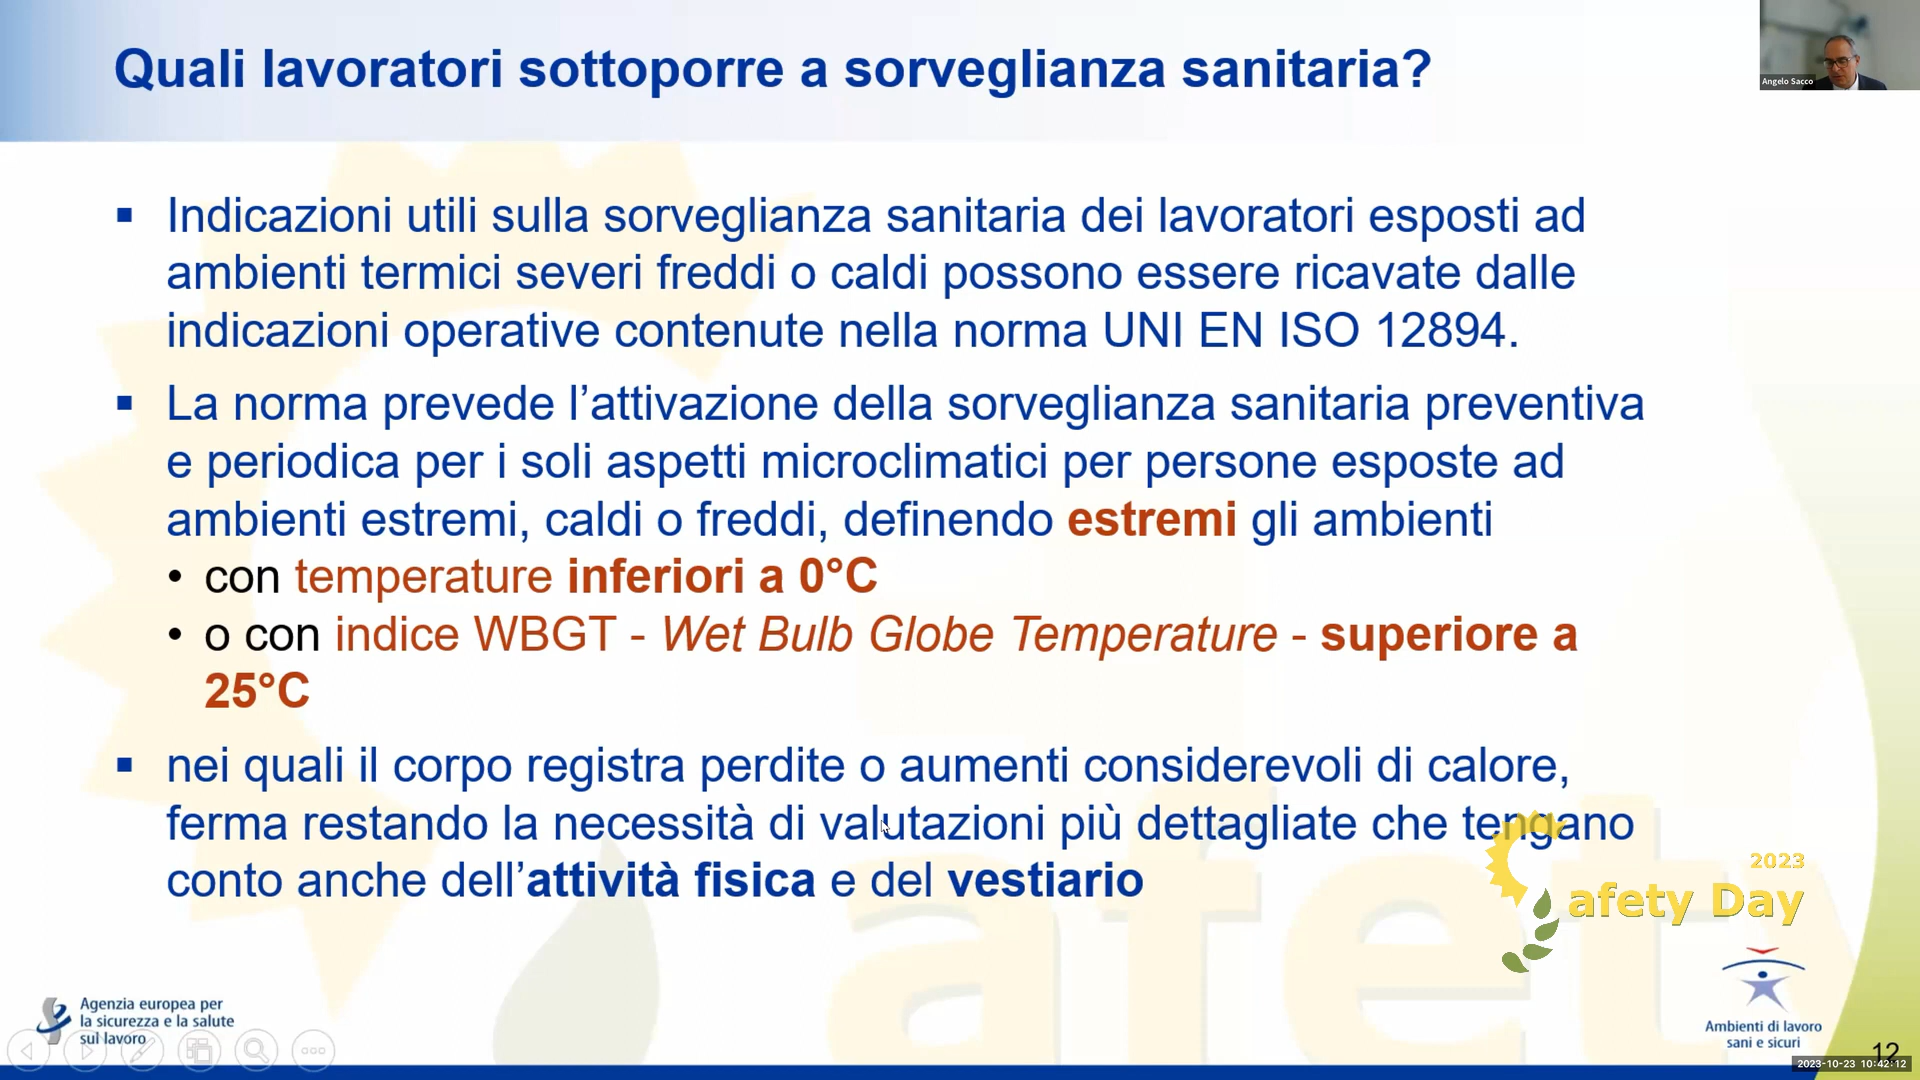 Quali lavoratori sottoporre a sorveglianza sanitaria?
Angelo Sacco
▪ Indicazioni utili sulla sorveglianza sanitaria dei lavoratori esposti ad
ambienti termici severi freddi o caldi possono essere ricavate dalle
indicazioni operative contenute nella norma UNI EN ISO 12894.
▪ La norma prevede l’attivazione della sorveglianza sanitaria preventiva
e periodica per i soli aspetti microclimatici per persone esposte ad
ambienti estremi, caldi o freddi, definendo estremi gli ambienti
• con temperature inferiori a 0°C
• o con indice WBGT - Wet Bulb Globe Temperature - superiore a
25°C
▪ nei quali il corpo registra perdite o aumenti considerevoli di calore,
ferma restando la necessità di valutazioni più dettagliate che tengano
conto anche dell’attività fisica e del vestiario
2023
afety Day
Agenzia europea per
la sicurezza e la salute
sul lavoro
Ambienti di lavoro
sani e sicuri
12
2023-10-23 10:42:12